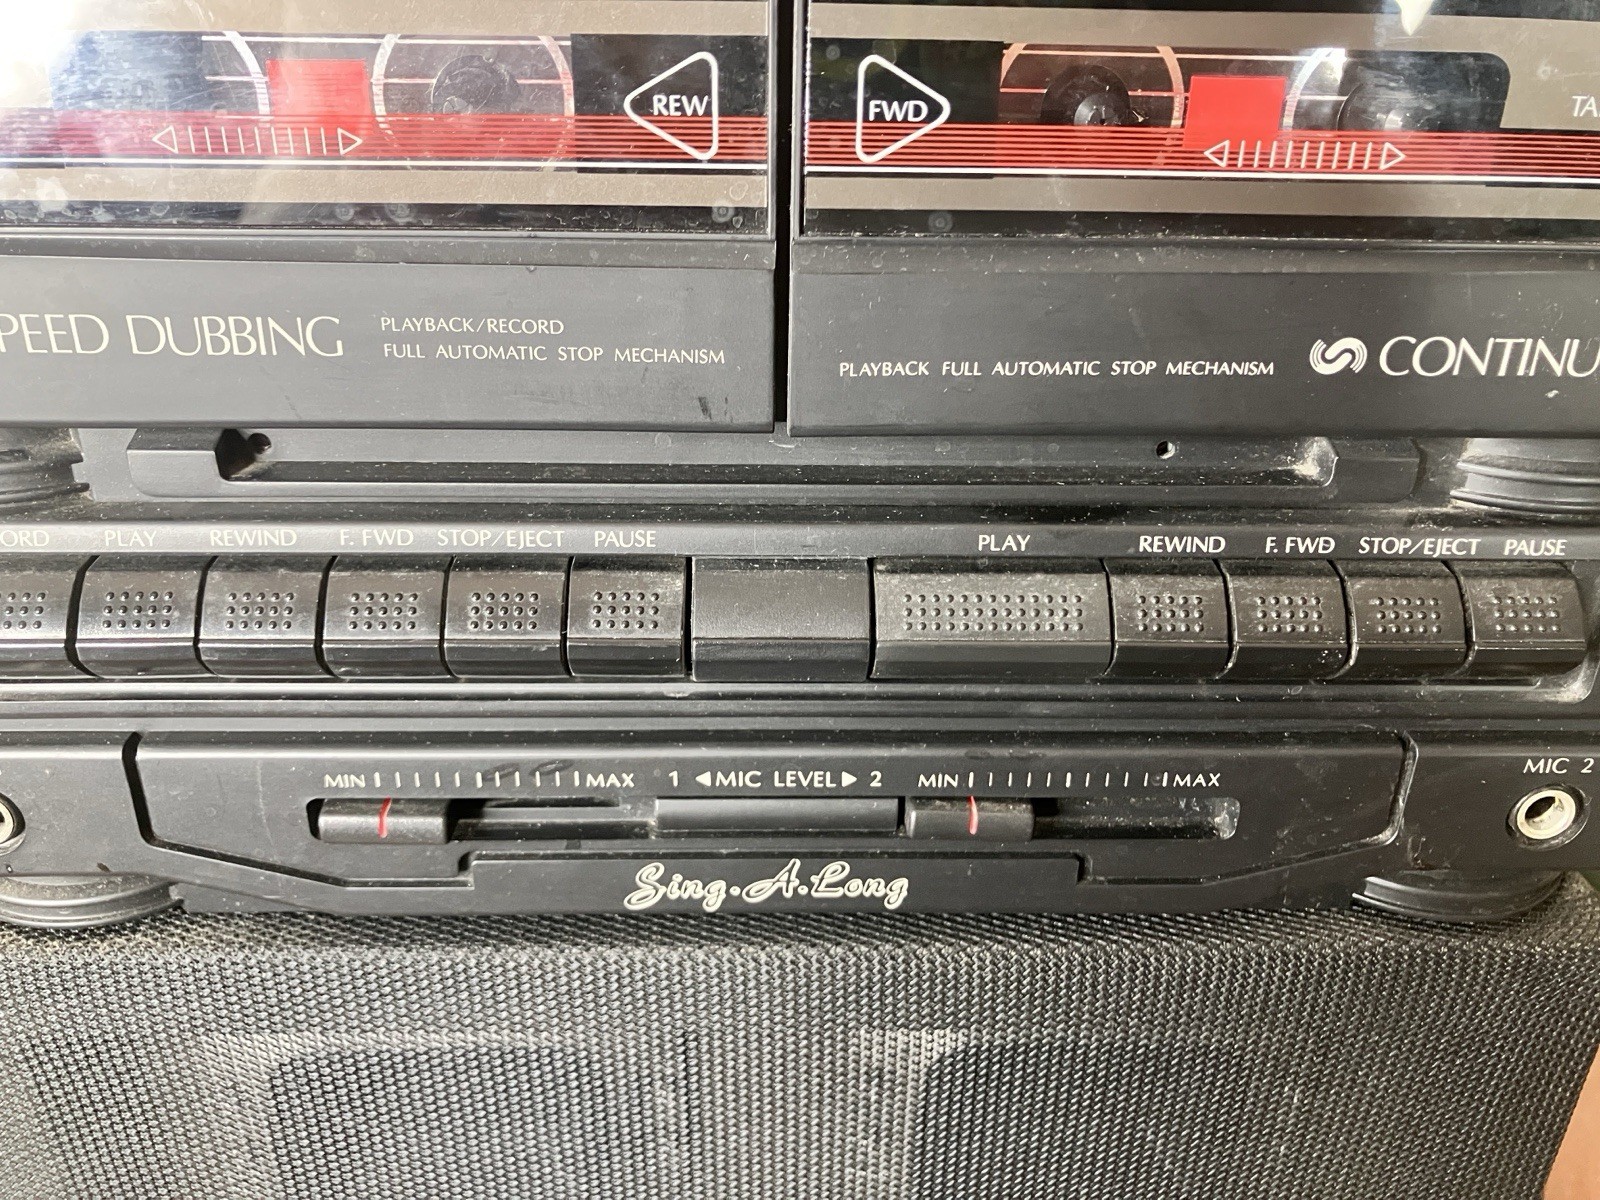 REW
FWD
PEED DUBBING
PLAYBACK/RECORD
FULL AUTOMATIC STOP MECHANISM
PLAYBACK FULL AUTOMATIC STOP MECHANISM
CONTINU
ORD PLAY REWIND F. FWD STOP/EJECT PAUSE
PLAY REWIND F. FWD STOP/EJECT PAUSE
MIN MAX 1 ◀MIC LEVEL▶ 2 MIN MAX
MIC 2
Sing·A·Long